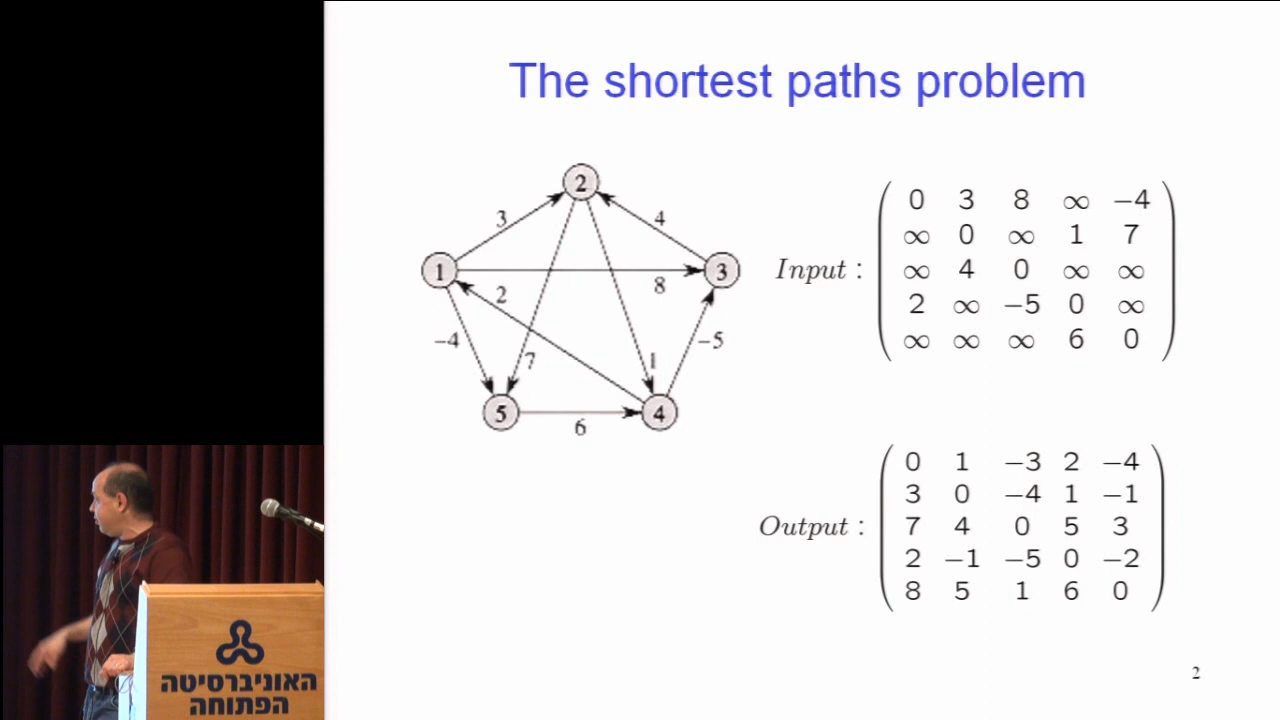 The shortest paths problem
2
3
4
1
3
8
2
-4
7
1
-5
5
4
6
Input :
0 3 8 ∞ -4
∞ 0 ∞ 1 7
∞ 4 0 ∞ ∞
2 ∞ -5 0 ∞
∞ ∞ ∞ 6 0
Output :
0 1 -3 2 -4
3 0 -4 1 -1
7 4 0 5 3
2 -1 -5 0 -2
8 5 1 6 0
2
האוניברסיטה
הפתוחה